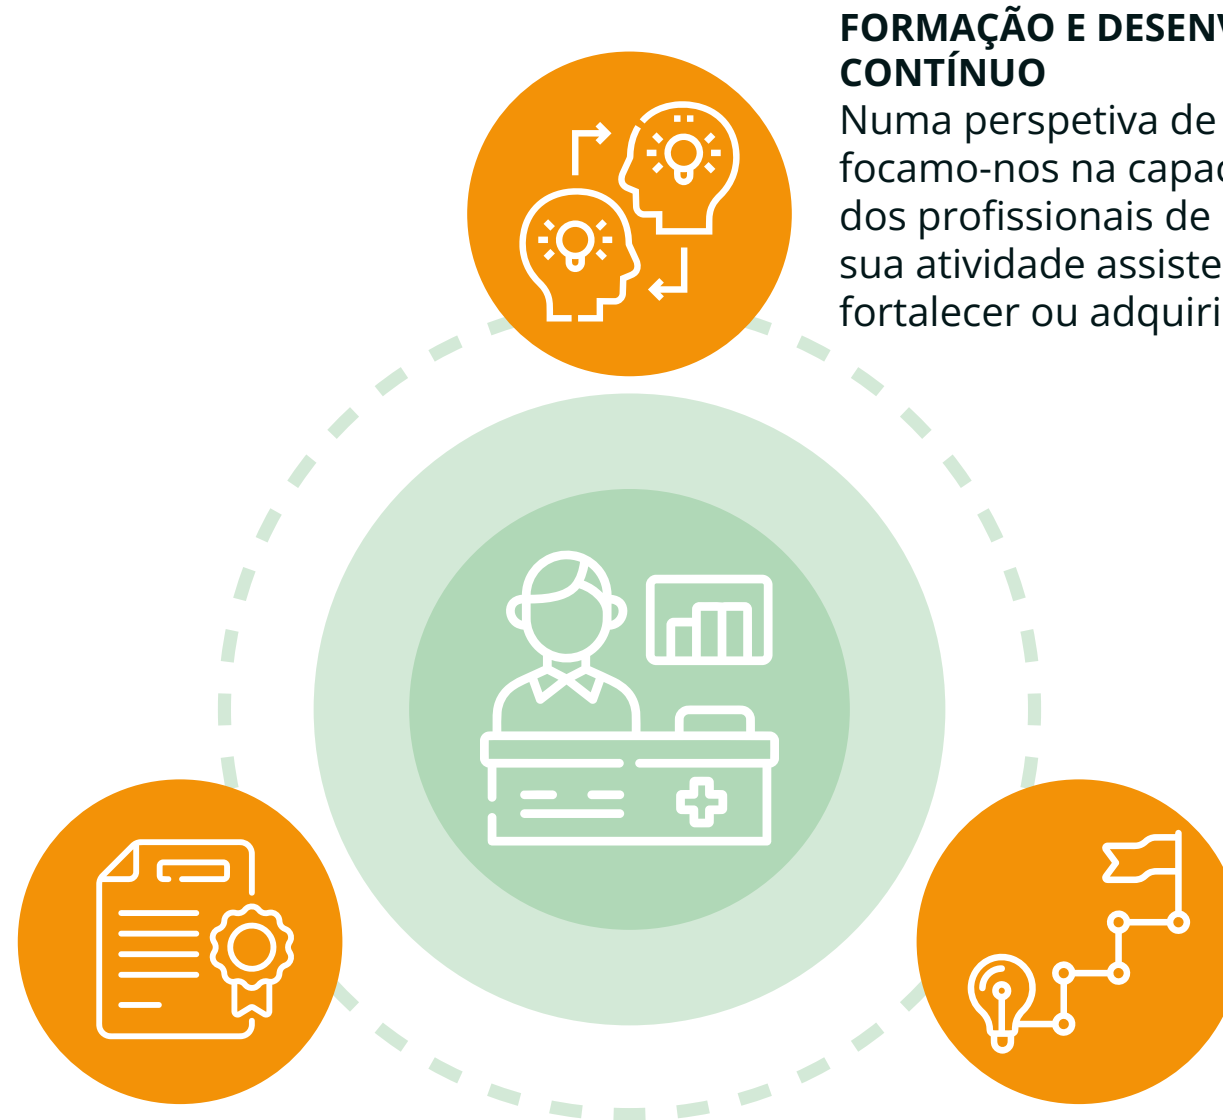 FORMAÇÃO E DESENV
CONTÍNUO
Numa perspetiva de
focamo-nos na capac
dos profissionais de
sua atividade assiste
fortalecer ou adquiri